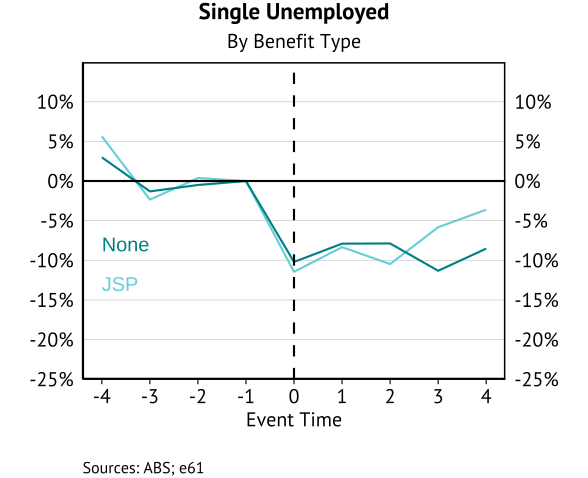 Single Unemployed
By Benefit Type
10% 10%
5% 5%
0% 0%
-5% -5%
None
-10% -10%
JSP
-15% -15%
-20% -20%
-25% -25%
-4 -3 -2 -1 0 1 2 3 4
Event Time
Sources: ABS; e61